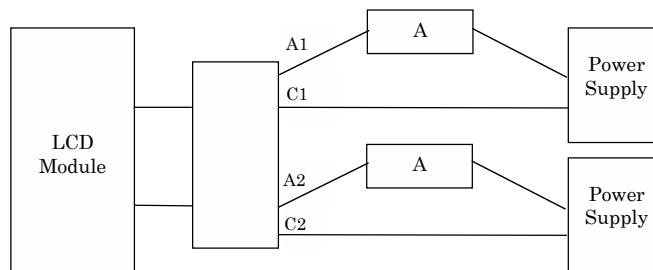 LCD
Module
A1
A
C1
Power
Supply
A2
A
C2
Power
Supply